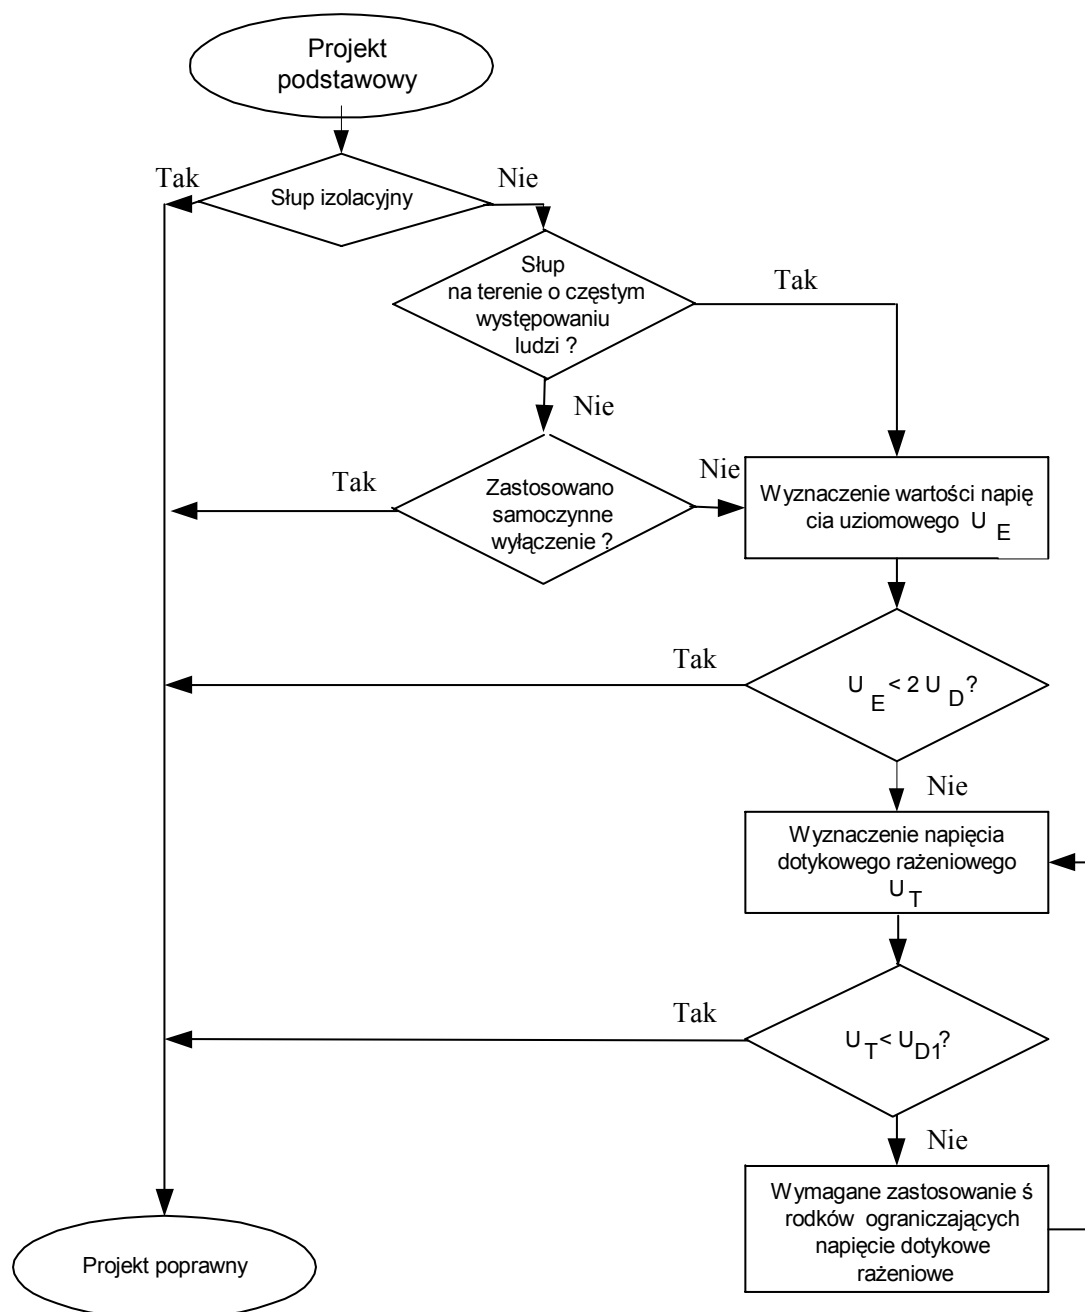 Projekt
podstawowy
Tak
Słup izolacyjny
Nie
Słup
na terenie o częstym
występowaniu
ludzi ?
Tak
Nie
Tak
Zastosowano
samoczynne
wyłączenie ?
Nie
Wyznaczenie wartości napię
cia uziomowego U E
Tak
U E < 2 U D ?
Nie
Wyznaczenie napięcia
dotykowego rażeniowego
U T
Tak
U T < U D1 ?
Nie
Wymagane zastosowanie ś
rodków ograniczających
napięcie dotykowe
rażeniowe
Projekt poprawny